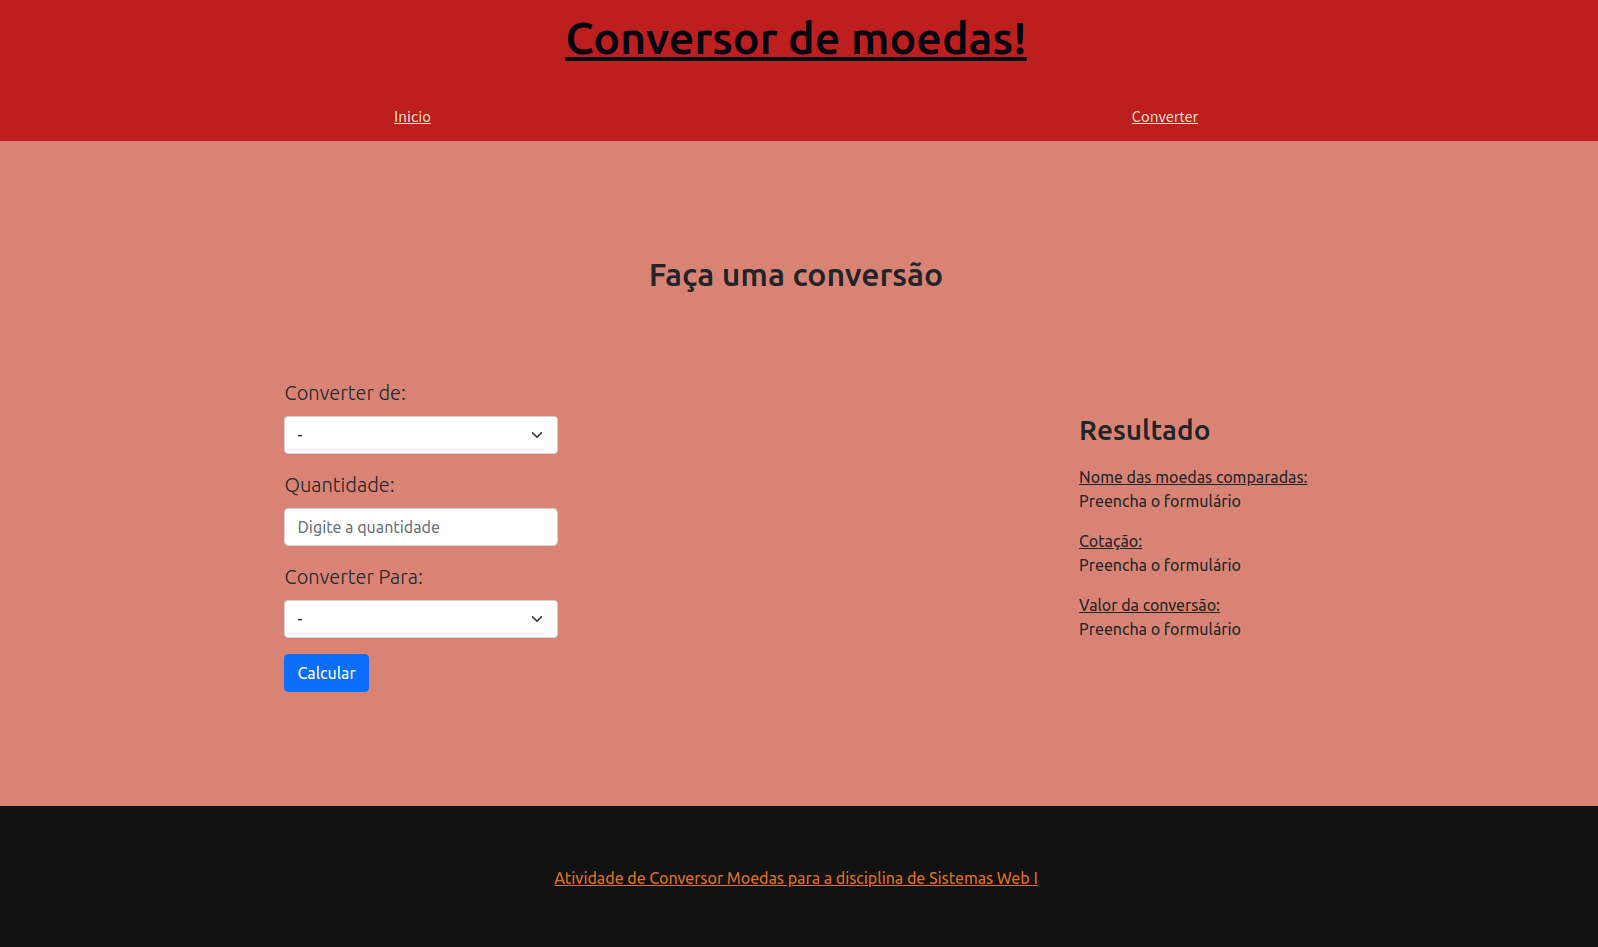 Conversor de moedas!
Inicio
Converter
Faça uma conversão
Converter de:
-
Quantidade:
Digite a quantidade
Converter Para:
-
Calcular
Resultado
Nome das moedas comparadas:
Preencha o formulário
Cotação:
Preencha o formulário
Valor da conversão:
Preencha o formulário
Atividade de Conversor Moedas para a disciplina de Sistemas Web I